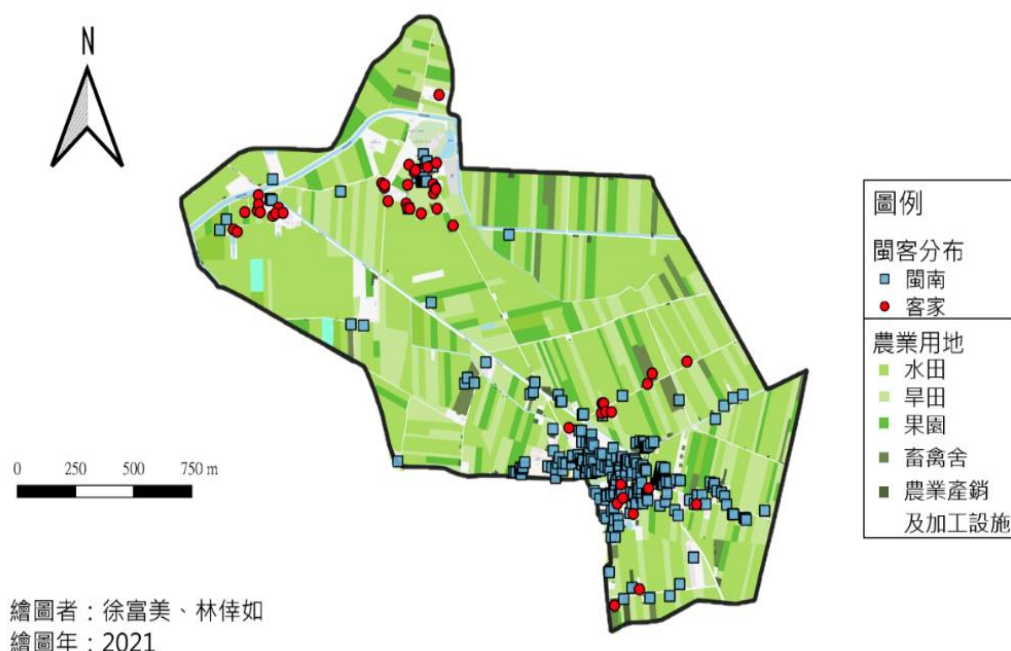 N
0 250 500 750 m
圖例
閩客分布
閩南
客家
農業用地
水田
旱田
果園
畜禽舍
農業產銷
及加工設施
繪圖者：徐富美、林倖如
繪圖年：2021